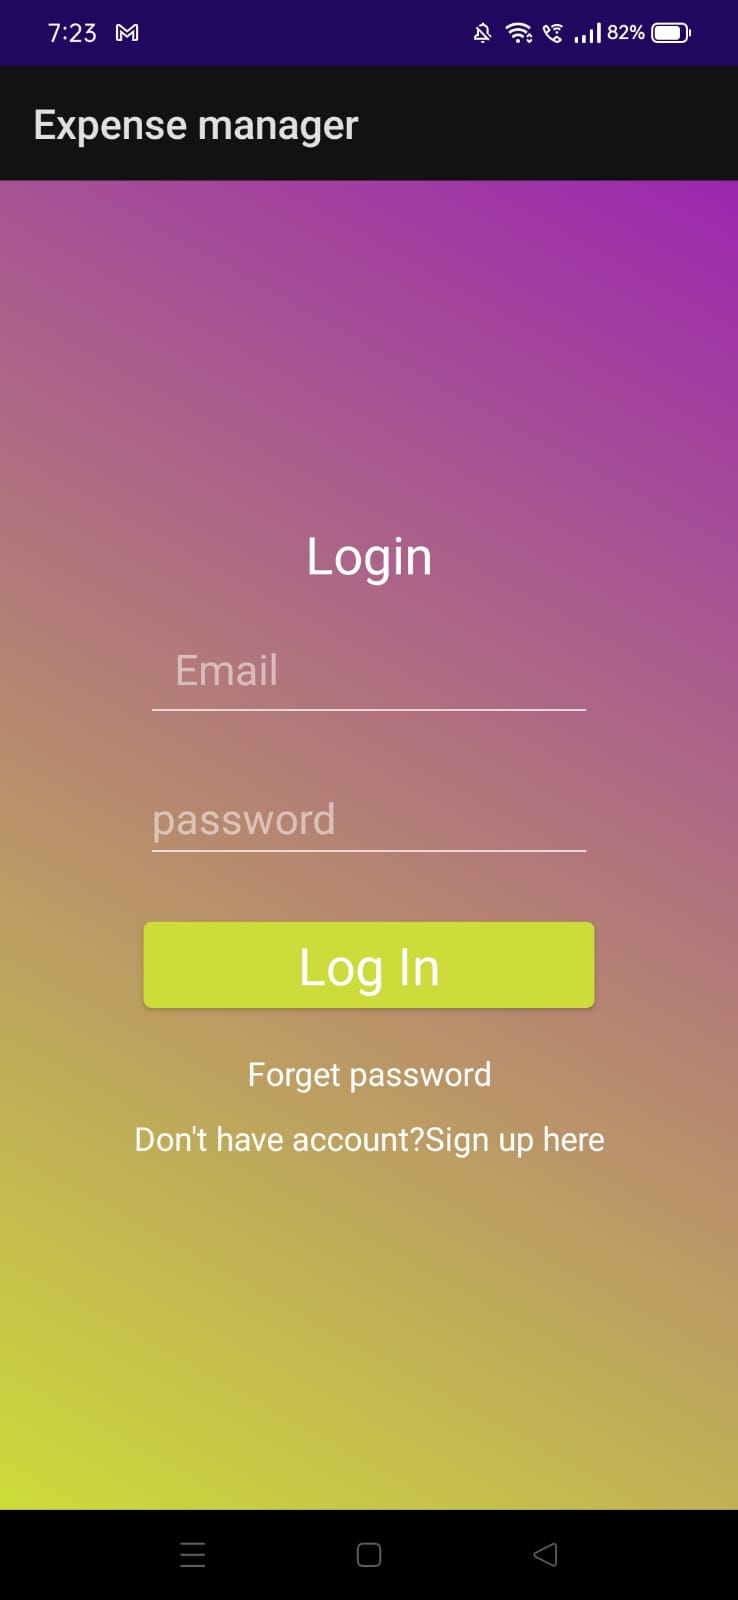 7:23 82%
Expense manager
Login
Email
password
Log In
Forget password
Don't have account?Sign up here